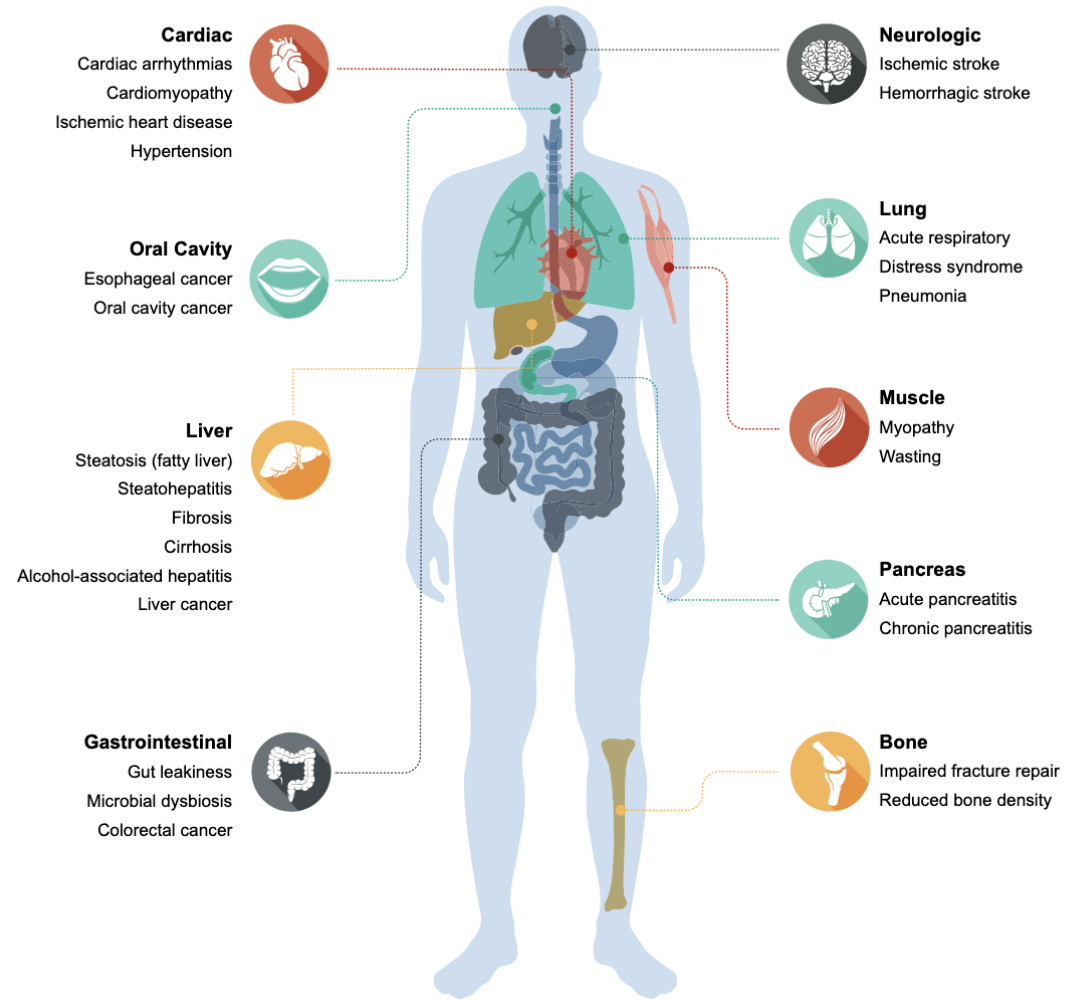 Cardiac
Cardiac arrhythmias
Cardiomyopathy
Ischemic heart disease
Hypertension
Oral Cavity
Esophageal cancer
Oral cavity cancer
Liver
Steatosis (fatty liver)
Steatohepatitis
Fibrosis
Cirrhosis
Alcohol-associated hepatitis
Liver cancer
Gastrointestinal
Gut leakiness
Microbial dysbiosis
Colorectal cancer
Neurologic
Ischemic stroke
Hemorrhagic stroke
Lung
Acute respiratory
Distress syndrome
Pneumonia
Muscle
Myopathy
Wasting
Pancreas
Acute pancreatitis
Chronic pancreatitis
Bone
Impaired fracture repair
Reduced bone density